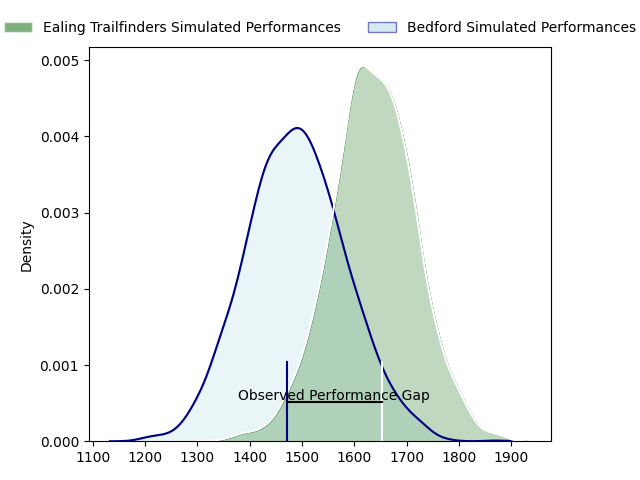 Ealing Trailfinders Simulated Performances
Bedford Simulated Performances
0.005
0.004
0.003
0.002
0.001
0.000
Density
Observed Performance Gap
1100 1200 1300 1400 1500 1600 1700 1800 1900